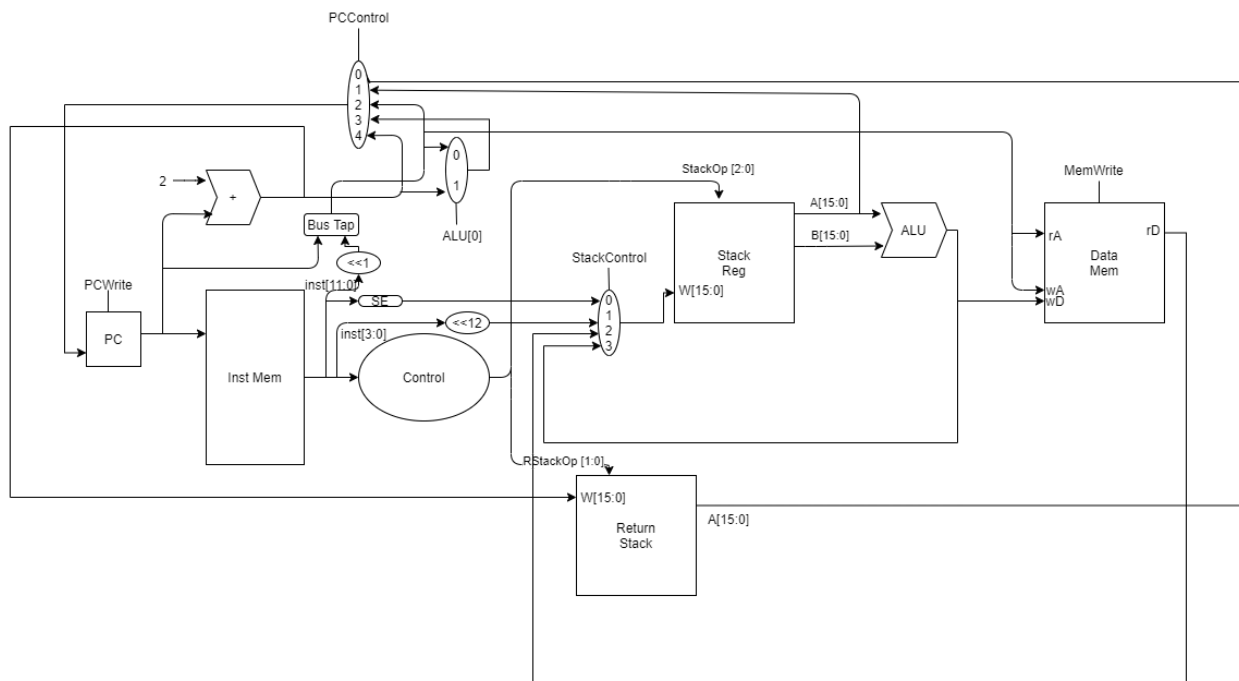 PCControl
0
1
2
3
4
2
+
0
1
ALU[0]
Bus Tap
<<1
inst[11:0]
PCWrite
PC
SE
inst[3:0]
<<12
Inst Mem
Control
StackControl
0
1
2
3
StackOp [2:0]
Stack
Reg
W[15:0]
A[15:0]
B[15:0]
ALU
MemWrite
rA
rD
Data
Mem
wA
wD
RStackOp [1:0]
W[15:0]
Return
Stack
A[15:0]